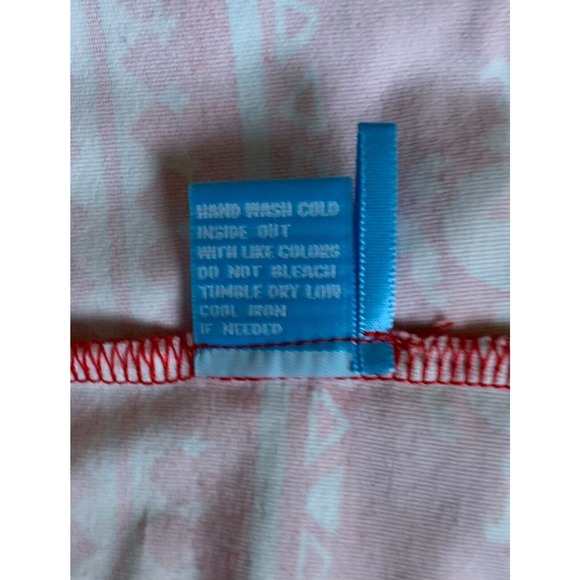 HAND WASH COLD
INSIDE OUT
WITH LIKE COLORS
DO NOT BLEACH
TUMBLE DRY LOW
COOL IRON
IF NEEDED